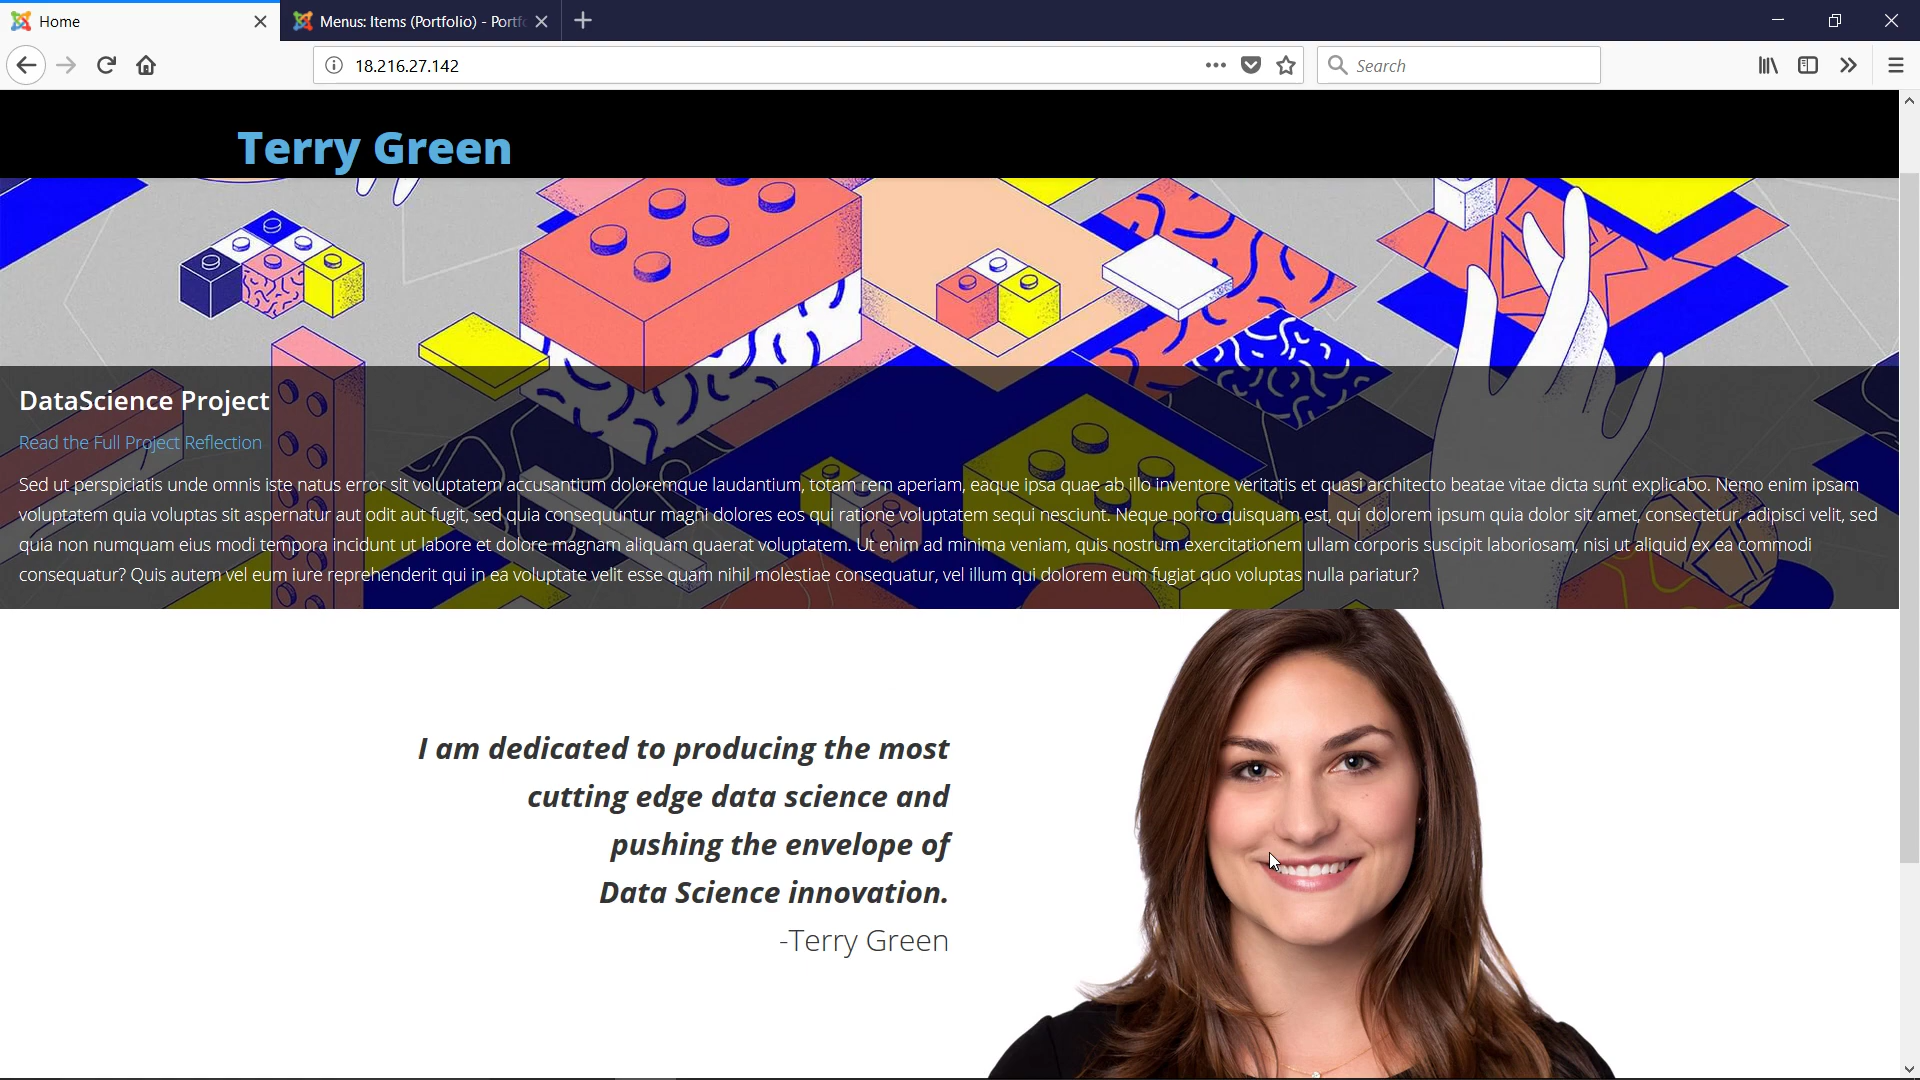 Home
Menus: Items (Portfolio) - Portf
18.216.27.142
Search
Terry Green
DataScience Project
Read the Full Project Reflection
Sed ut perspiciatis unde omnis iste natus error sit voluptatem accusantium doloremque laudantium, totam rem aperiam, eaque ipsa quae ab illo inventore veritatis et quasi architecto beatae vitae dicta sunt explicabo. Nemo enim ipsam
voluptatem quia voluptas sit aspernatur aut odit aut fugit, sed quia consequuntur magni dolores eos qui ratione voluptatem sequi nesciunt. Neque porro quisquam est, qui dolorem ipsum quia dolor sit amet, consectetur, adipisci velit, sed
quia non numquam eius modi tempora incidunt ut labore et dolore magnam aliquam quaerat voluptatem. Ut enim ad minima veniam, quis nostrum exercitationem ullam corporis suscipit laboriosam, nisi ut aliquid ex ea commodi
consequatur? Quis autem vel eum iure reprehenderit qui in ea voluptate velit esse quam nihil molestiae consequatur, vel illum qui dolorem eum fugiat quo voluptas nulla pariatur?
I am dedicated to producing the most
cutting edge data science and
pushing the envelope of
Data Science innovation.
-Terry Green